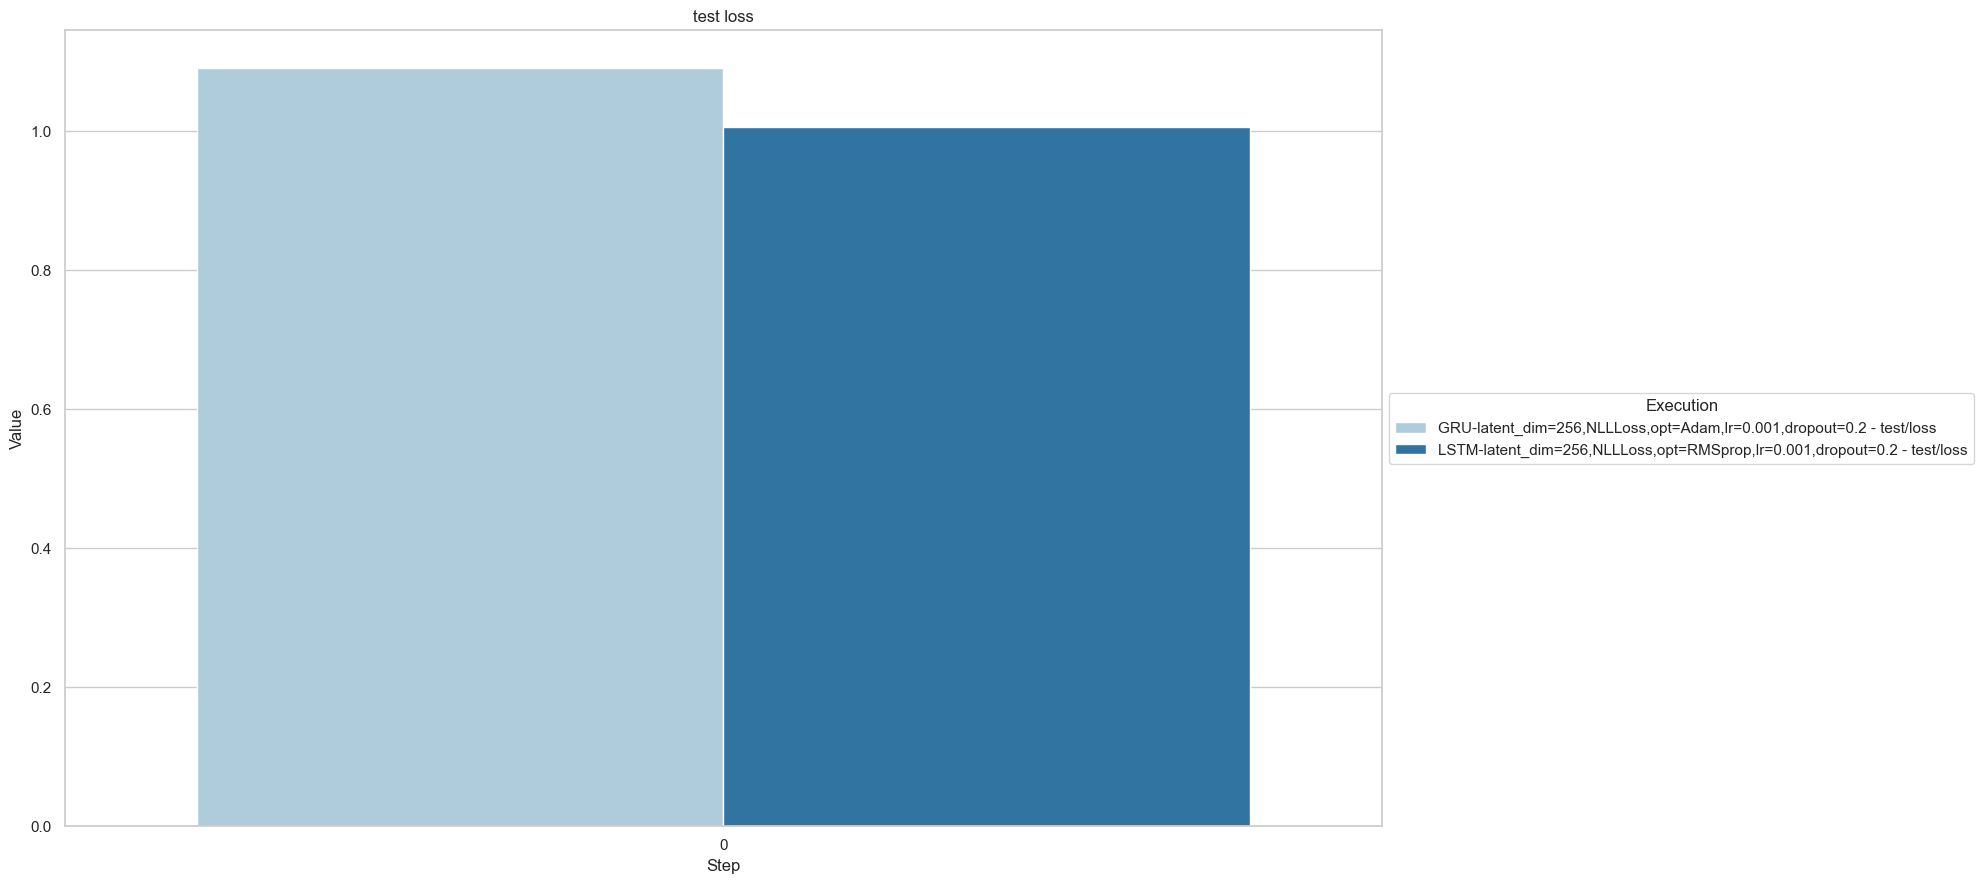 test loss
1.0
0.8
0.6
0.4
0.2
0.0
Value
0
Step
Execution
GRU-latent_dim=256,NLLLoss,opt=Adam,lr=0.001,dropout=0.2 - test/loss
LSTM-latent_dim=256,NLLLoss,opt=RMSprop,lr=0.001,dropout=0.2 - test/loss